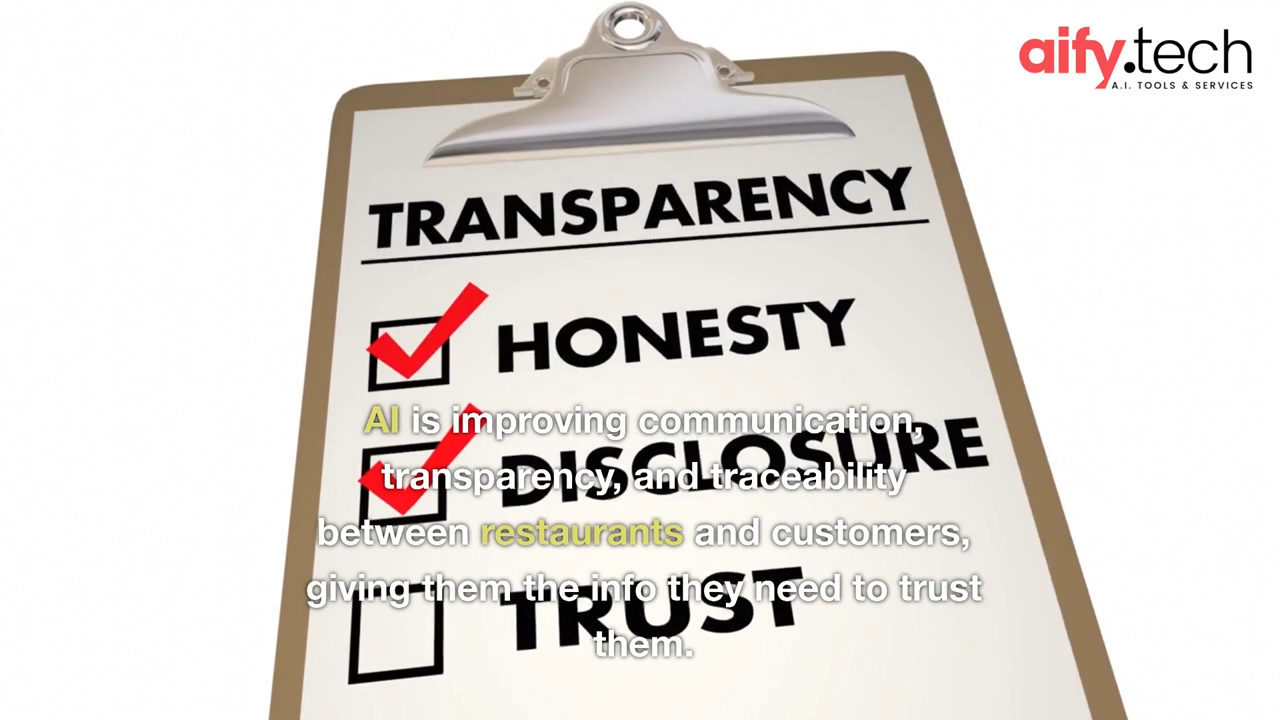 aify.tech
A.I. TOOLS & SERVICES
TRANSPARENCY
HONESTY
DISCLOSURE
TRUST
AI is improving communication,
transparency, and traceability
between restaurants and customers,
giving them the info they need to trust
them.